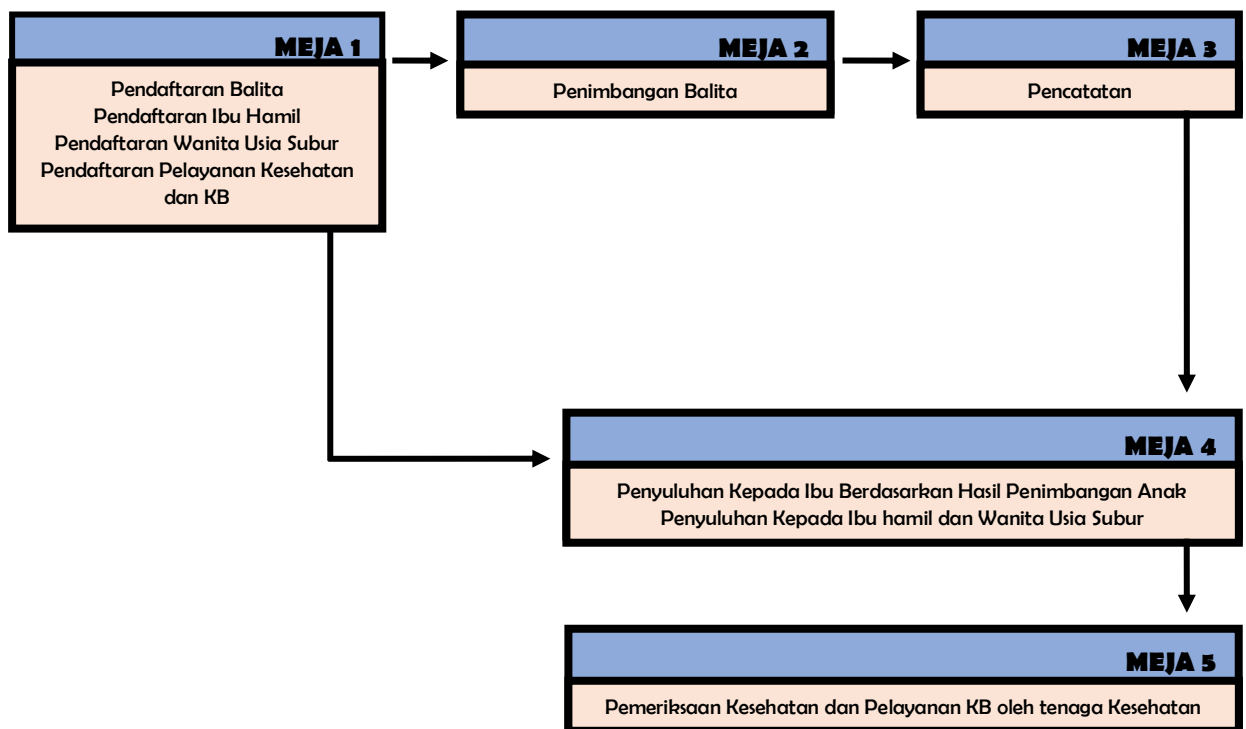 MEJA 1
Pendaftaran Balita
Pendaftaran Ibu Hamil
Pendaftaran Wanita Usia Subur
Pendaftaran Pelayanan Kesehatan
dan KB
MEJA 2
Penimbangan Balita
MEJA 3
Pencatatan
MEJA 4
Penyuluhan Kepada Ibu Berdasarkan Hasil Penimbangan Anak
Penyuluhan Kepada Ibu hamil dan Wanita Usia Subur
MEJA 5
Pemeriksaan Kesehatan dan Pelayanan KB oleh tenaga Kesehatan